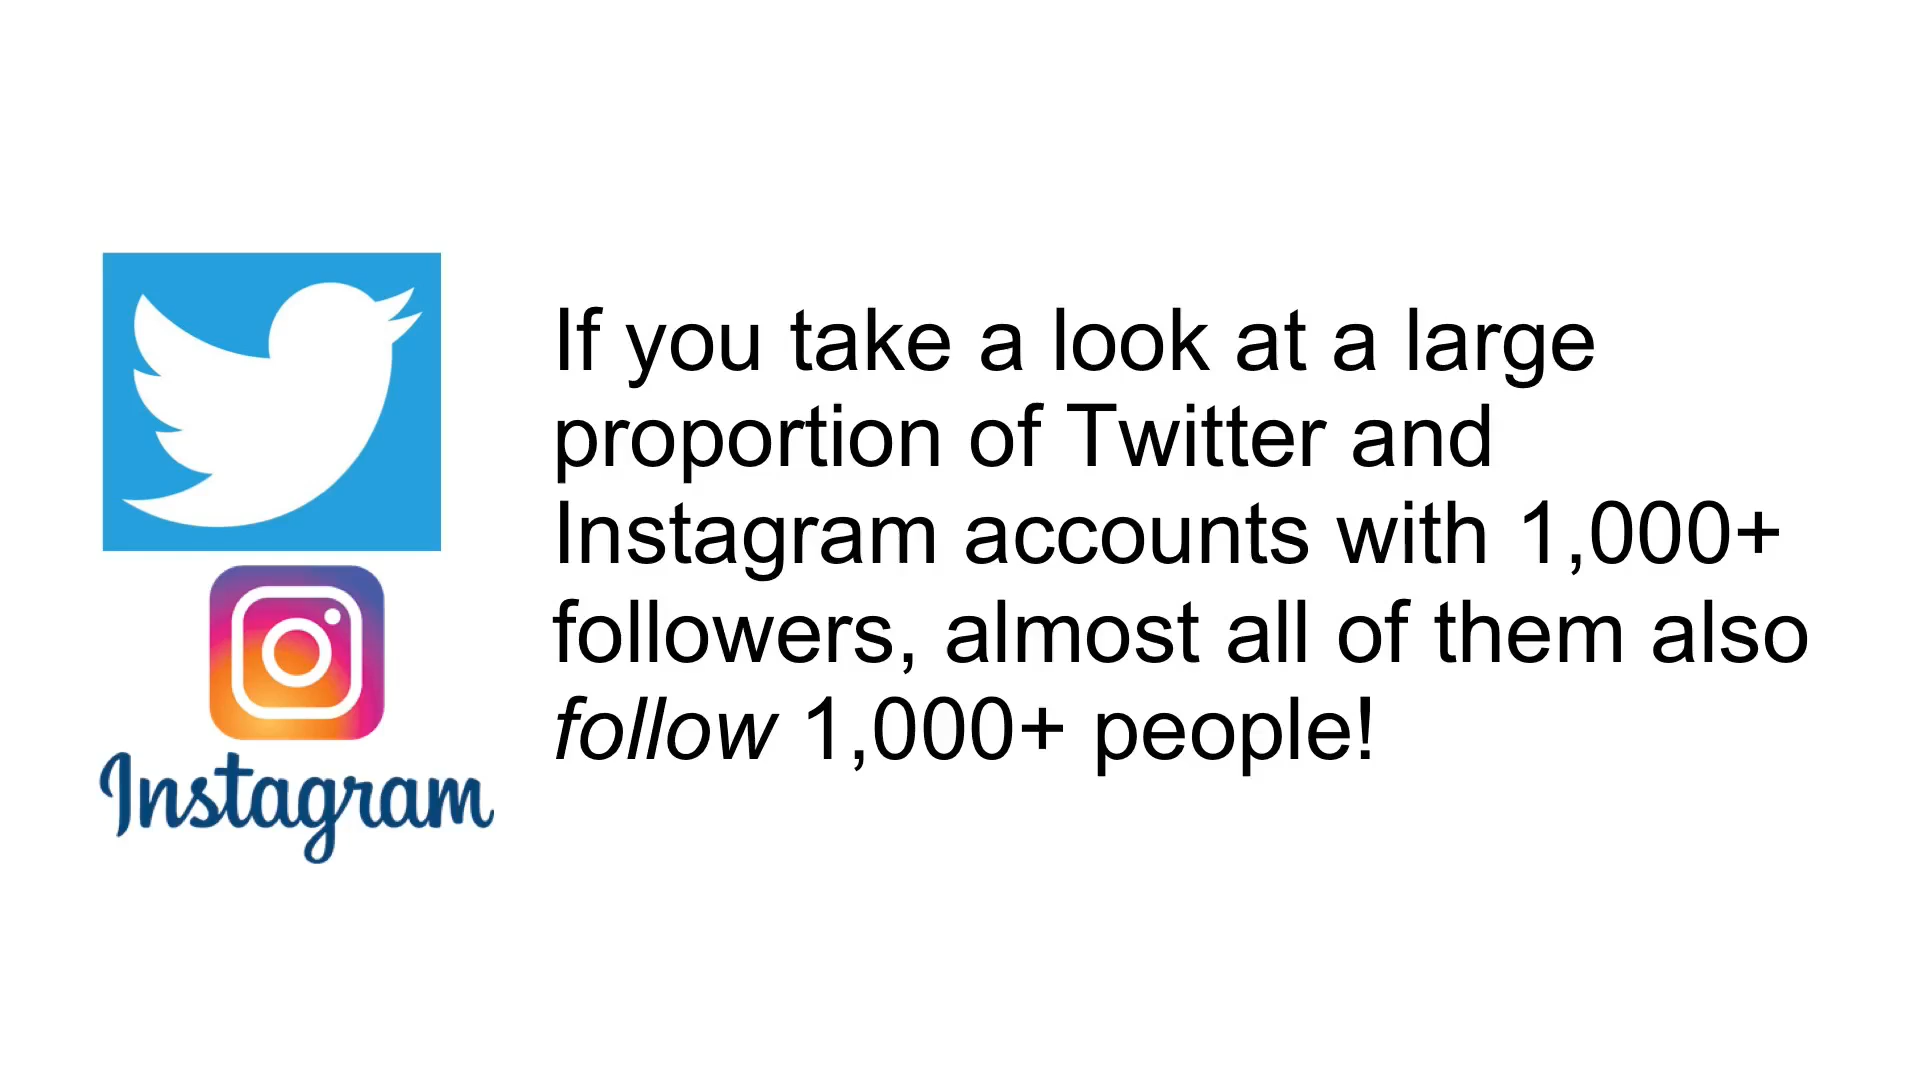 If you take a look at a large
proportion of Twitter and
Instagram accounts with 1,000+
followers, almost all of them also
follow 1,000+ people!
Instagram